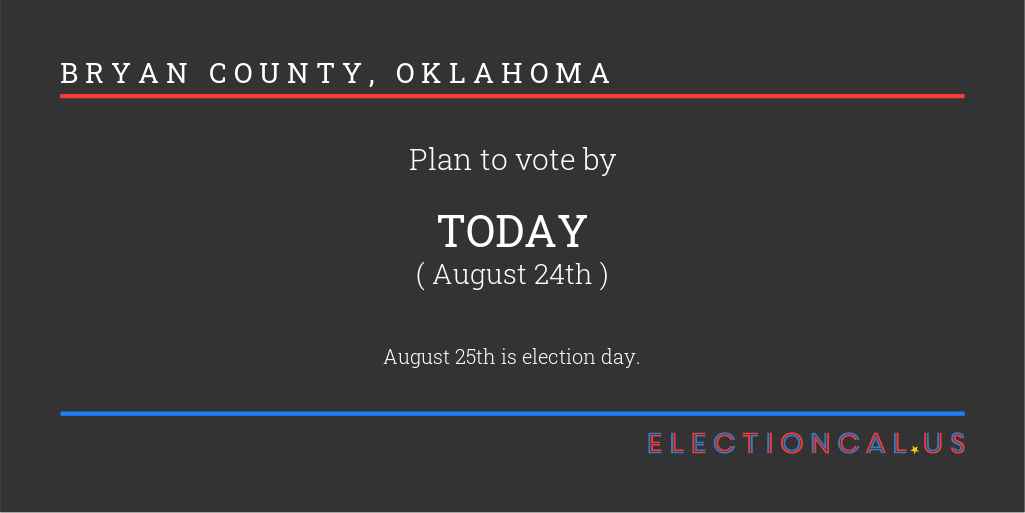 BRYAN COUNTY, OKLAHOMA
Plan to vote by
TODAY
( August 24th )
August 25th is election day.
ELECTIONCAL.US